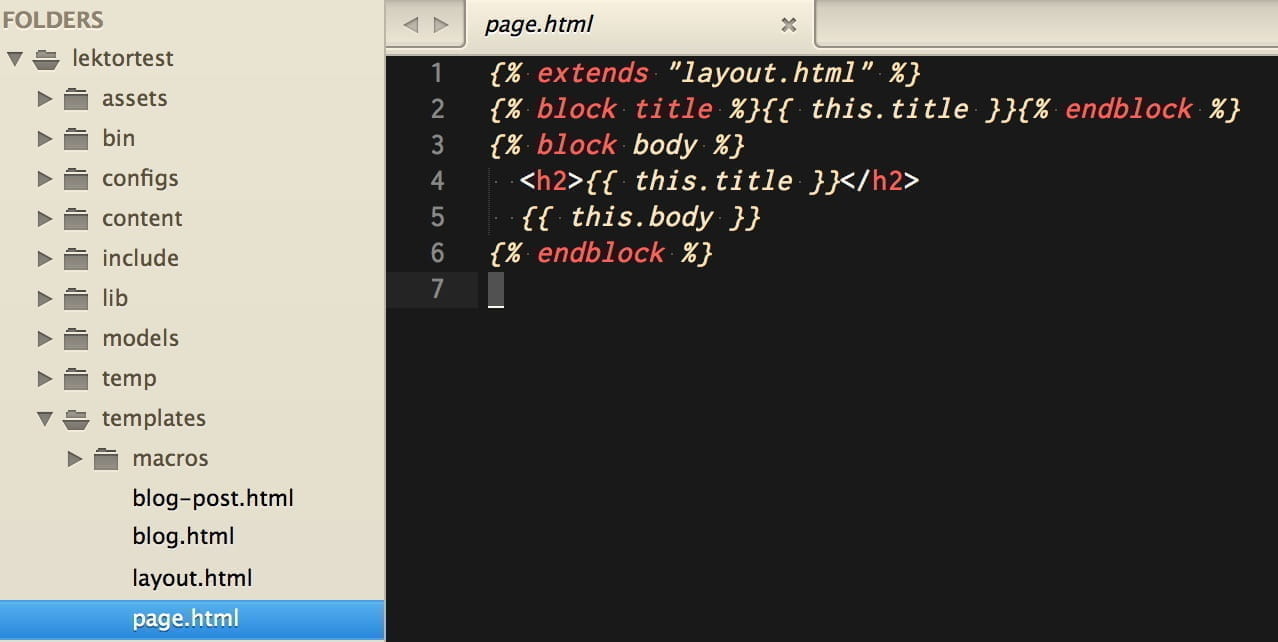 FOLDERS
lektortest
assets
bin
configs
content
include
lib
models
temp
templates
macros
blog-post.html
blog.html
layout.html
page.html
page.html
1 {% extends "layout.html" %}
2 {% block title %}{{ this.title }}{% endblock %}
3 {% block body %}
4   <h2>{{ this.title }}</h2>
5   {{ this.body }}
6 {% endblock %}
7